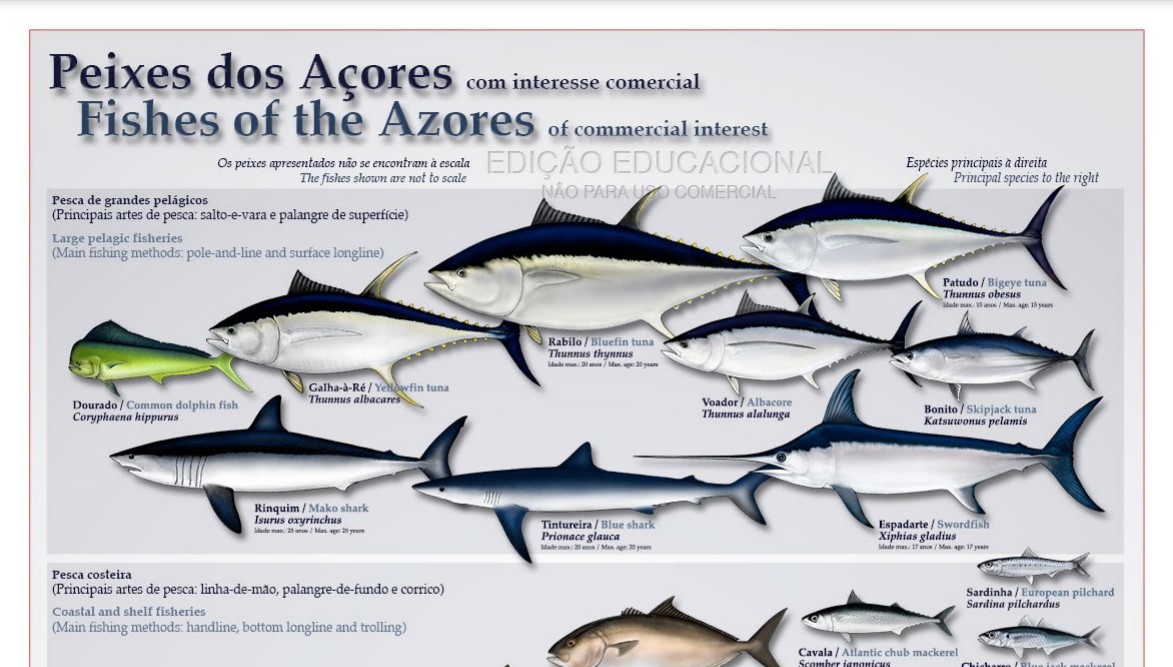 Peixes dos Açores com interesse comercial
Fishes of the Azores of commercial interest
Os peixes apresentados não se encontram à escala
The fishes shown are not to scale
EDIÇÃO EDUCACIONAL
NÃO PARA USO COMERCIAL
Espécies principais à direita
Principal species to the right
Pesca de grandes pelágicos
(Principais artes de pesca: salto-e-vara e palangre de superfície)
Large pelagic fisheries
(Main fishing methods: pole-and-line and surface longline)
Patudo / Bigeye tuna
Thunnus obesus
Idade max.: 15 anos / Max. age: 15 years
Rabilo / Bluefin tuna
Thunnus thynnus
Idade max.: 20 anos / Max. age: 20 years
Galha-à-Ré / Yellowfin tuna
Thunnus albacares
Dourado / Common dolphin fish
Coryphaena hippurus
Voador / Albacore
Thunnus alalunga
Bonito / Skipjack tuna
Katsuwonus pelamis
Rinquim / Mako shark
Isurus oxyrinchus
Idade max.: 25 anos / Max. age: 25 years
Tintureira / Blue shark
Prionace glauca
Idade max.: 20 anos / Max. age: 20 years
Espadarte / Swordfish
Xiphias gladius
Idade max.: 17 anos / Max. age: 17 years
Pesca costeira
(Principais artes de pesca: linha-de-mão, palangre-de-fundo e corrico)
Coastal and shelf fisheries
(Main fishing methods: handline, bottom longline and trolling)
Sardinha / European pilchard
Sardina pilchardus
Cavala / Atlantic chub mackerel
Scomber japonicus
Chicharro / Blue jack mackerel